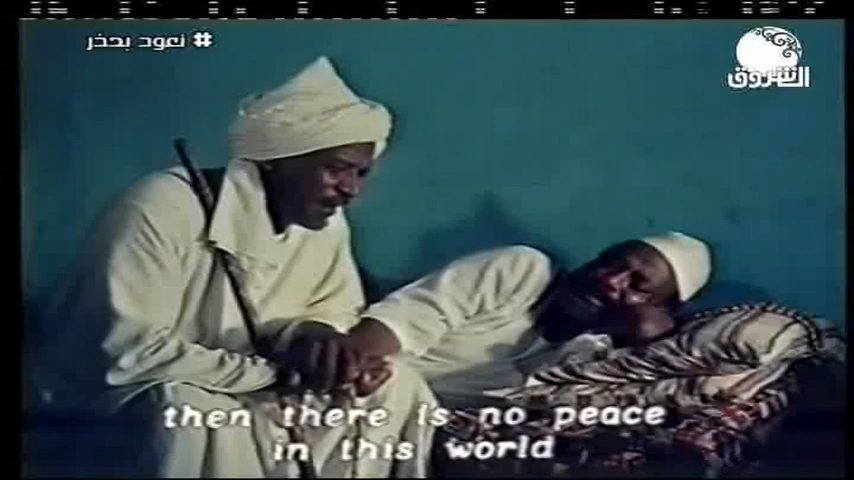 # نعود بحذر
الشروق
then there is no peace
in this world